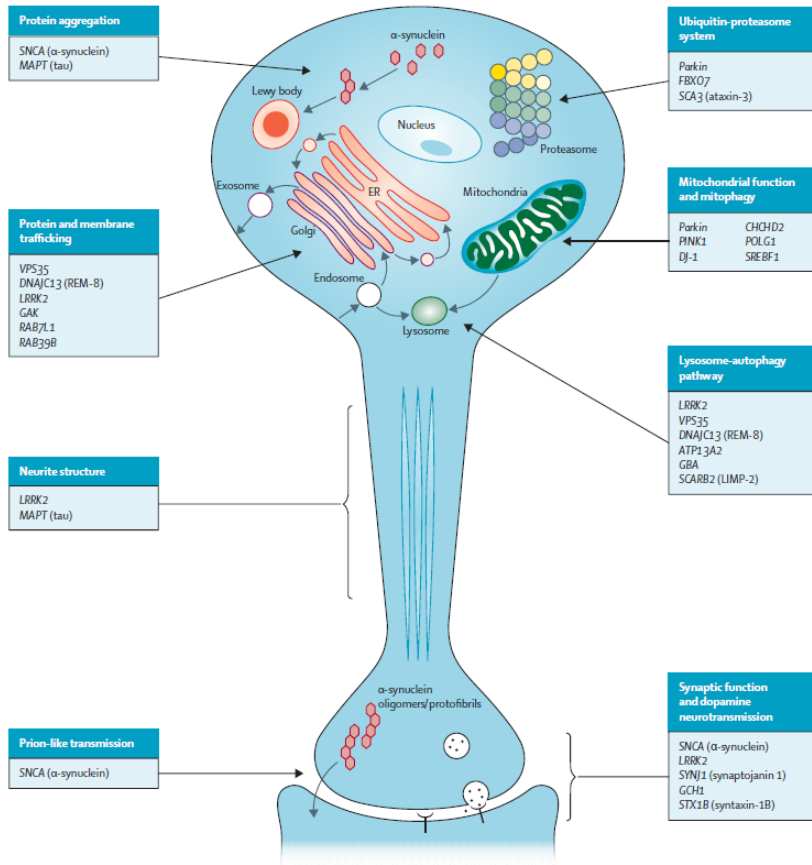 Protein aggregation
SNCA (α-synuclein)
MAPT (tau)
Protein and membrane
trafficking
VPS35
DNAJC13 (REM-8)
LRRK2
GAK
RAB7L1
RAB39B
Neurite structure
LRRK2
MAPT (tau)
Prion-like transmission
SNCA (α-synuclein)
α-synuclein
Lewy body
Nucleus
Proteasome
Exosome
ER
Mitochondria
Golgi
Endosome
Lysosome
α-synuclein
oligomers/protofibrils
Ubiquitin-proteasome
system
Parkin
FBXO7
SCA3 (ataxin-3)
Mitochondrial function
and mitophagy
Parkin CHCHD2
PINK1 POLG1
DJ-1 SREBF1
Lysosome-autophagy
pathway
LRRK2
VPS35
DNAJC13 (REM-8)
ATP13A2
GBA
SCARB2 (LIMP-2)
Synaptic function
and dopamine
neurotransmission
SNCA (α-synuclein)
LRRK2
SYNJ1 (synaptojanin 1)
GCH1
STX1B (syntaxin-1B)